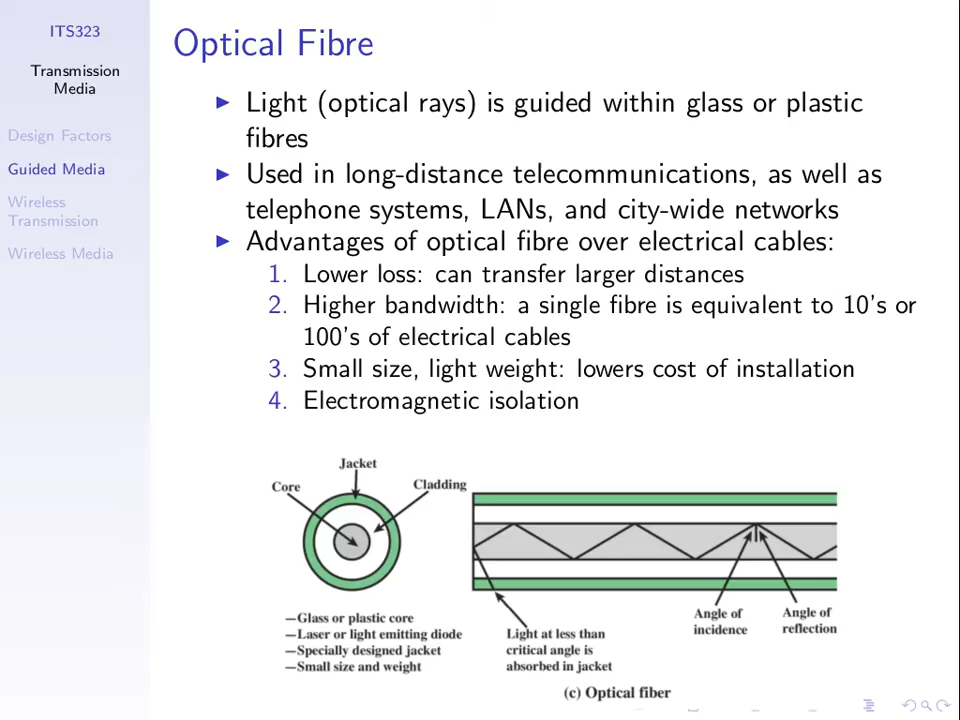 ITS323
Transmission
Media
Design Factors
Guided Media
Wireless
Transmission
Wireless Media
Optical Fibre
Light (optical rays) is guided within glass or plastic
fibres
Used in long-distance telecommunications, as well as
telephone systems, LANs, and city-wide networks
Advantages of optical fibre over electrical cables:
1. Lower loss: can transfer larger distances
2. Higher bandwidth: a single fibre is equivalent to 10's or
100's of electrical cables
3. Small size, light weight: lowers cost of installation
4. Electromagnetic isolation
Jacket
Core
Cladding
—Glass or plastic core
—Laser or light emitting diode
—Specially designed jacket
—Small size and weight
Light at less than
critical angle is
absorbed in jacket
Angle of
incidence
Angle of
reflection
(c) Optical fiber